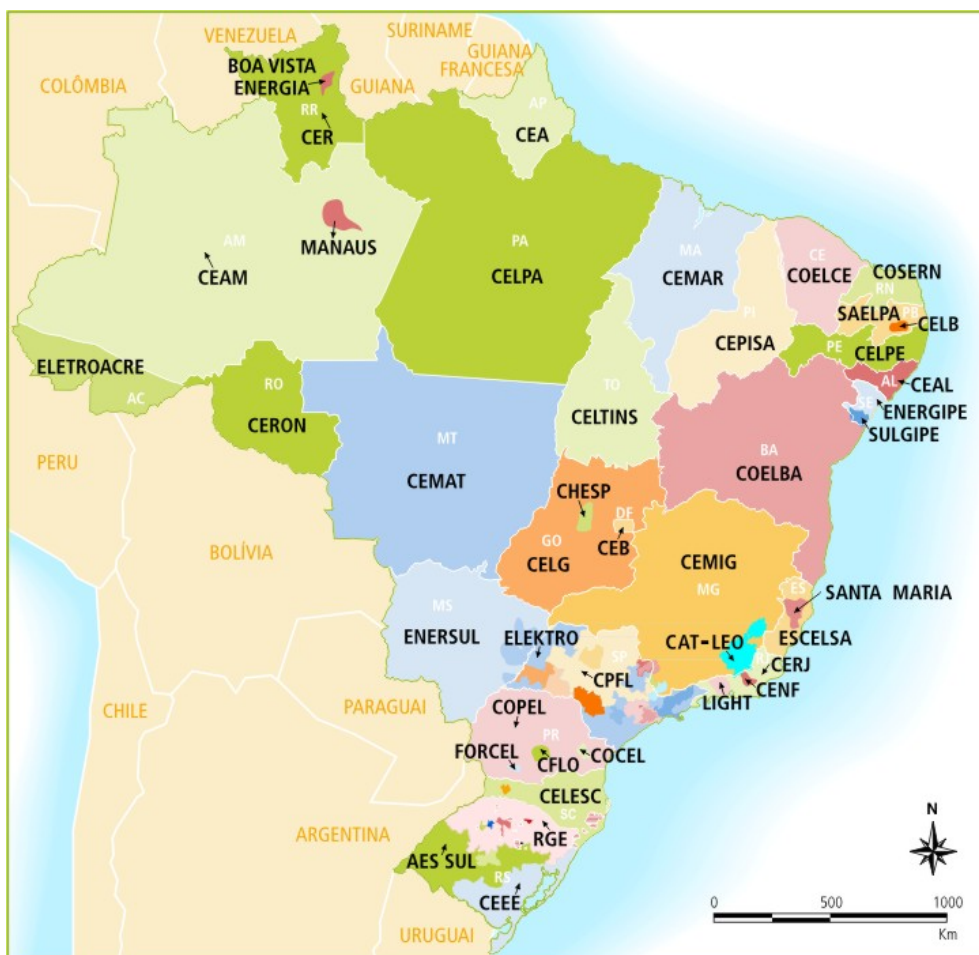 SURINAME
VENEZUELA
GUIANA
FRANCESA
BOA VISTA
ENERGIA
COLÔMBIA
GUIANA
AP
RR
CER
CEA
AM
MANAUS
CEAM
PA
CELPA
MA
CEMAR
CE
COELCE
COSERN
RN
SAELPA
PB
CELB
PI
CEPISA
PE
CELPE
ELETROACRE
AC
RO
CERON
TO
CELTINS
AL
CEAL
SE
ENERGIPE
SULGIPE
MT
CEMAT
BA
COELBA
PERU
CHESP
DF
CEB
GO
CELG
BOLÍVIA
CEMIG
MG
ES
SANTA MARIA
MS
ENERSUL
ELEKTRO
CAT-LEO
ESCELSA
SP
CPFL
RJ
CERJ
CENF
LIGHT
PARAGUAI
CHILE
COPEL
PR
FORCEL
CFLO
COCEL
CELESC
SC
ARGENTINA
RGE
AES SUL
RS
CEEE
URUGUAI
N
0 500 1000
Km